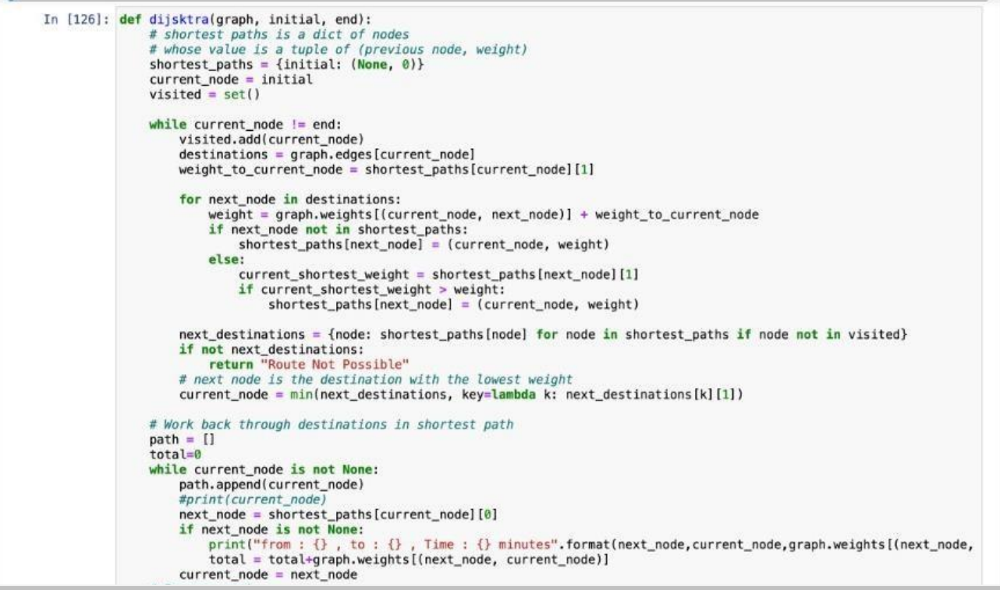 In [126]: def dijsktra(graph, initial, end):
# shortest paths is a dict of nodes
# whose value is a tuple of (previous node, weight)
shortest_paths = {initial: (None, 0)}
current_node = initial
visited = set()
while current_node != end:
visited.add(current_node)
destinations = graph.edges[current_node]
weight_to_current_node = shortest_paths[current_node][1]
for next_node in destinations:
weight = graph.weights[(current_node, next_node)] + weight_to_current_node
if next_node not in shortest_paths:
shortest_paths[next_node] = (current_node, weight)
else:
current_shortest_weight = shortest_paths[next_node][1]
if current_shortest_weight > weight:
shortest_paths[next_node] = (current_node, weight)
next_destinations = {node: shortest_paths[node] for node in shortest_paths if node not in visited}
if not next_destinations:
return "Route Not Possible"
# next node is the destination with the lowest weight
current_node = min(next_destinations, key=lambda k: next_destinations[k][1])
# Work back through destinations in shortest path
path = []
total=0
while current_node is not None:
path.append(current_node)
#print(current_node)
next_node = shortest_paths[current_node][0]
if next_node is not None:
print("from : {} , to : {} , Time : {} minutes".format(next_node,current_node,graph.weights[(next_node,
total = total+graph.weights[(next_node, current_node)]
current_node = next_node